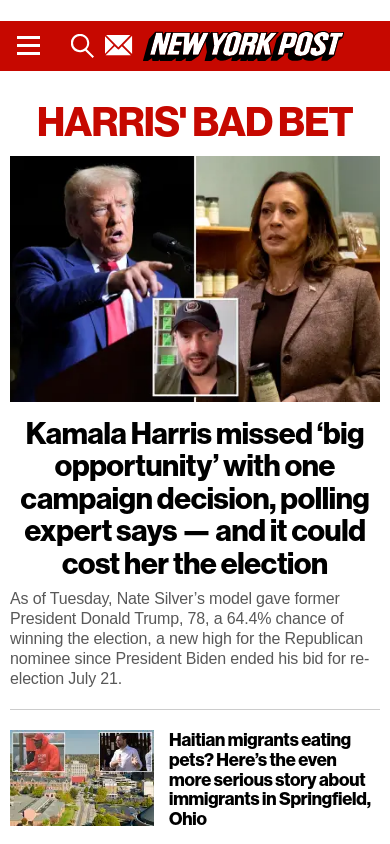 NEW YORK POST
HARRIS' BAD BET
Kamala Harris missed ‘big
opportunity’ with one
campaign decision, polling
expert says — and it could
cost her the election
As of Tuesday, Nate Silver’s model gave former
President Donald Trump, 78, a 64.4% chance of
winning the election, a new high for the Republican
nominee since President Biden ended his bid for re-
election July 21.
Haitian migrants eating
pets? Here’s the even
more serious story about
immigrants in Springfield,
Ohio